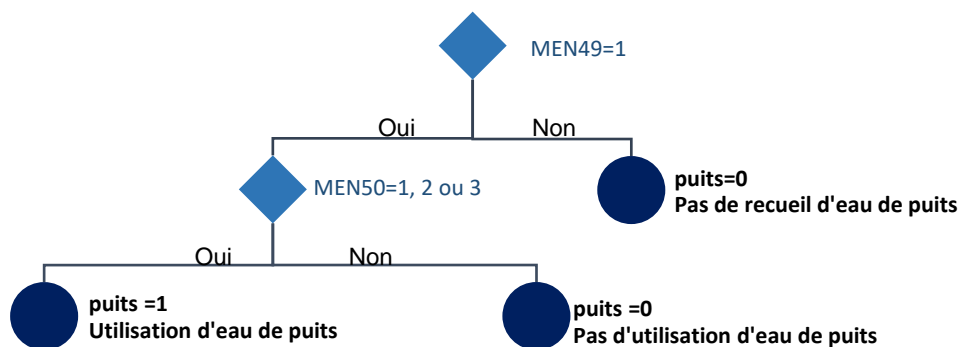 MEN49=1
Oui
Non
MEN50=1, 2 ou 3
puits=0
Pas de recueil d'eau de puits
Oui
Non
puits =1
Utilisation d'eau de puits
puits =0
Pas d'utilisation d'eau de puits